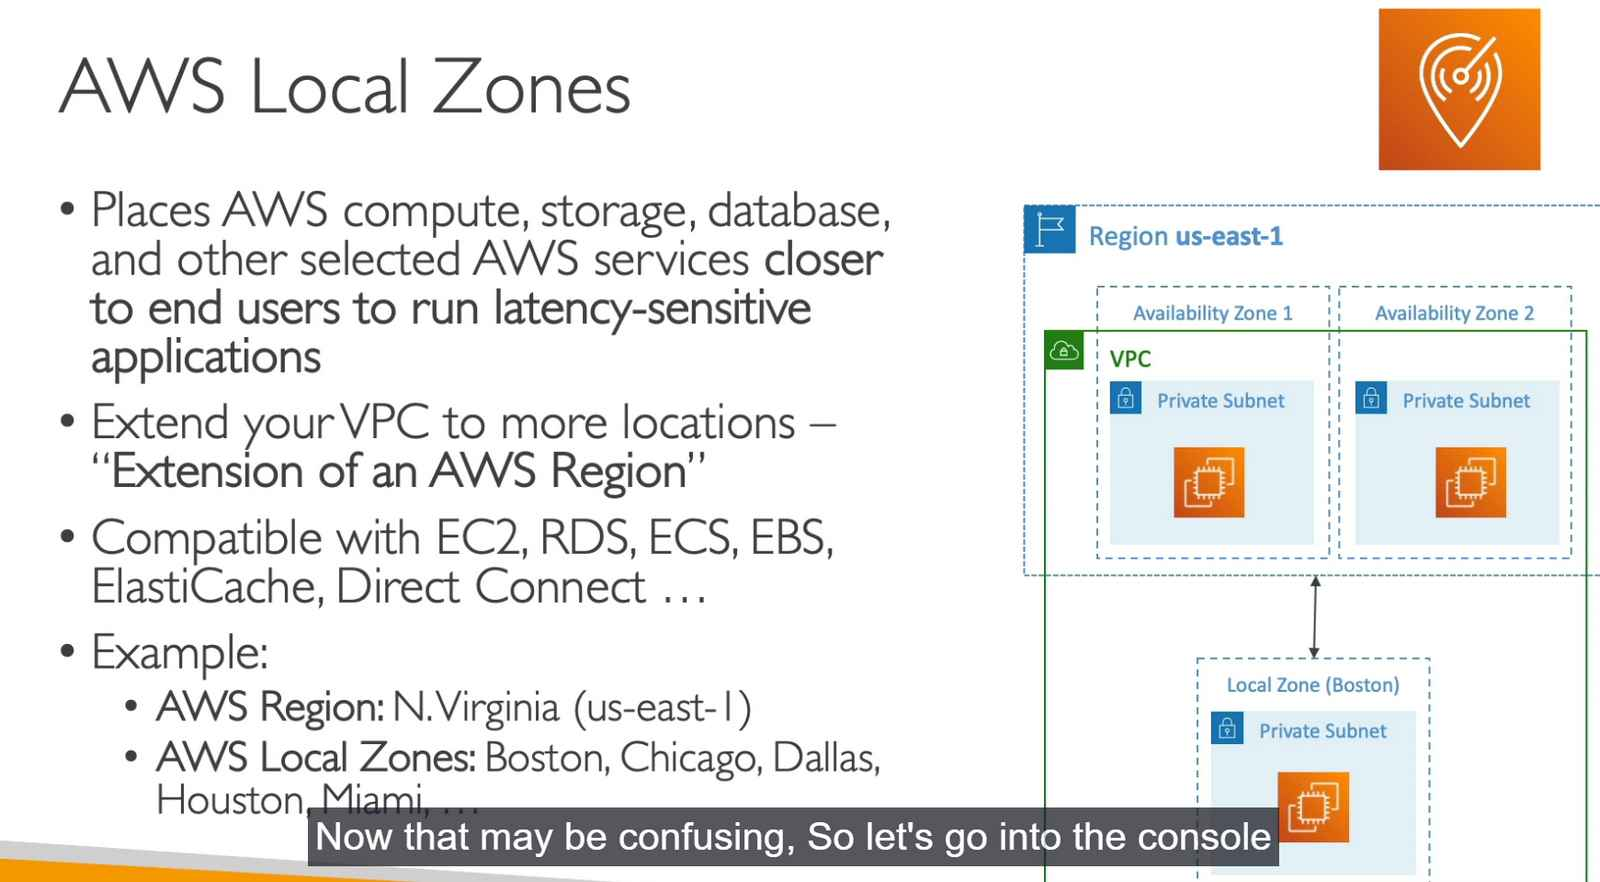 AWS Local Zones
• Places AWS compute, storage, database,
and other selected AWS services closer
to end users to run latency-sensitive
applications
• Extend your VPC to more locations –
“Extension of an AWS Region”
• Compatible with EC2, RDS, ECS, EBS,
ElastiCache, Direct Connect …
• Example:
• AWS Region: N. Virginia (us-east-1)
• AWS Local Zones: Boston, Chicago, Dallas,
Houston, Miami, …
Region us-east-1
Availability Zone 1
Availability Zone 2
VPC
Private Subnet
Private Subnet
Local Zone (Boston)
Private Subnet
Now that may be confusing, So let's go into the console